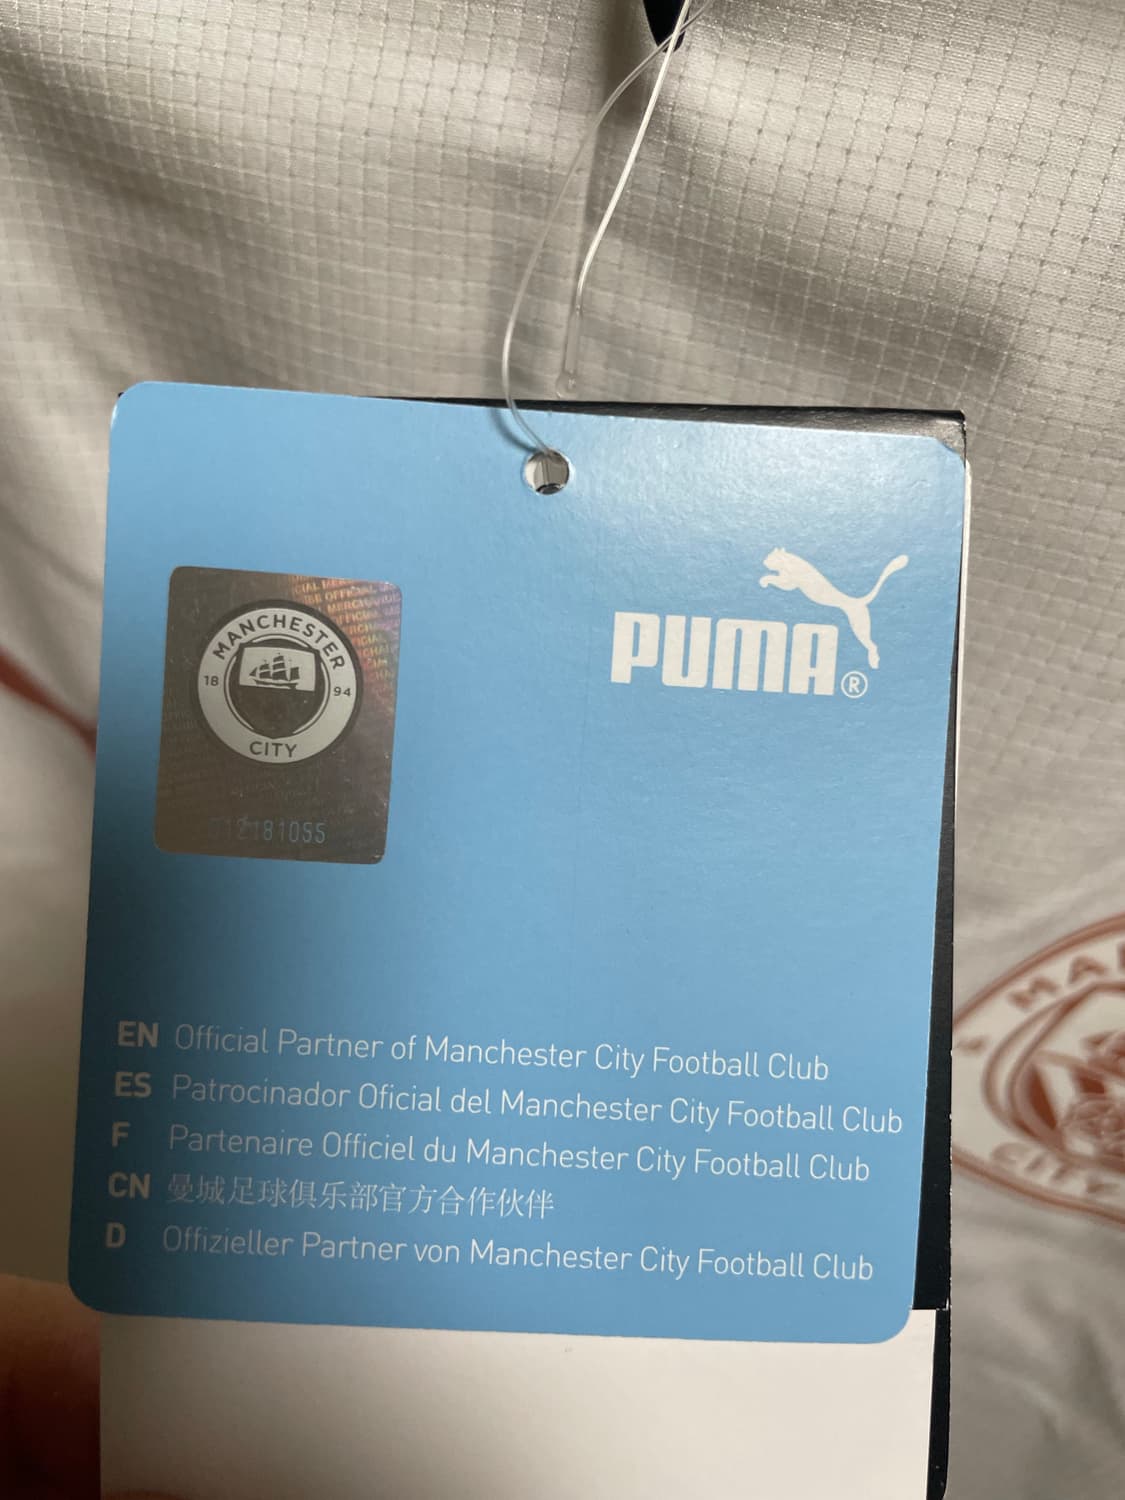 MANCHESTER
18 94
CITY
12181055
PUMA®
EN Official Partner of Manchester City Football Club
ES Patrocinador Oficial del Manchester City Football Club
F Partenaire Officiel du Manchester City Football Club
CN 曼城足球俱乐部官方合作伙伴
D Offizieller Partner von Manchester City Football Club
CITY